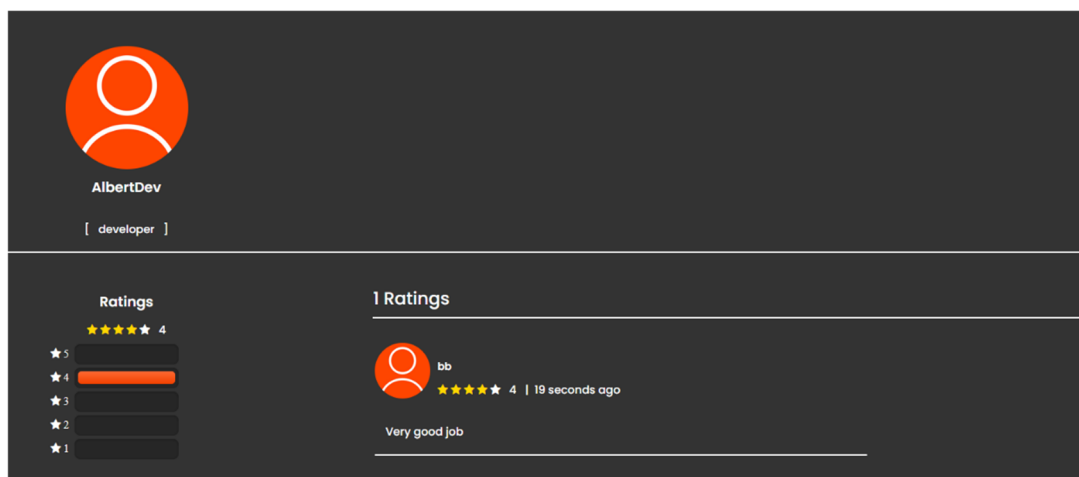 AlbertDev
[ developer ]
Ratings
4
5
4
3
2
1
1 Ratings
bb
4 | 19 seconds ago
Very good job